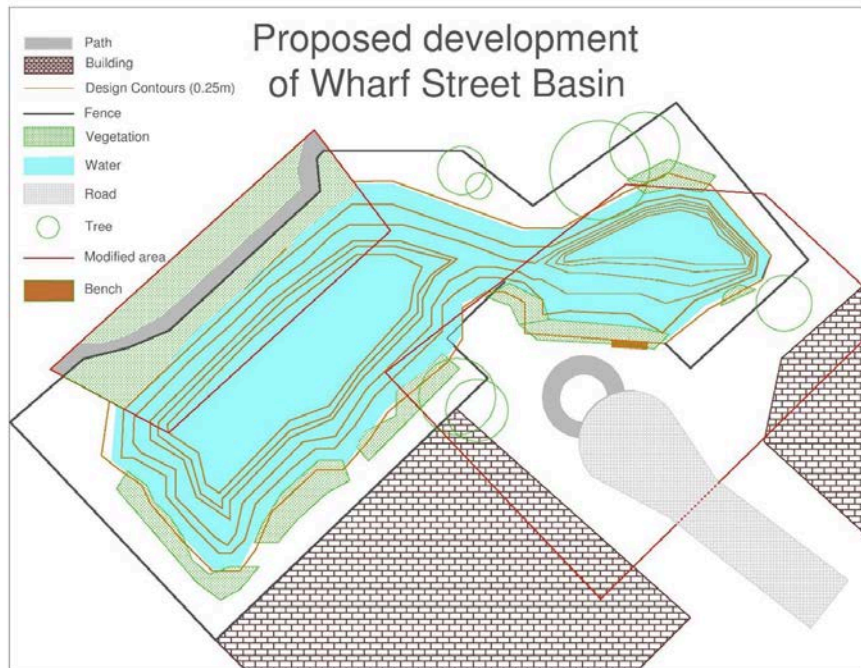 Proposed development
of Wharf Street Basin
Path
Building
Design Contours (0.25m)
Fence
Vegetation
Water
Road
Tree
Modified area
Bench